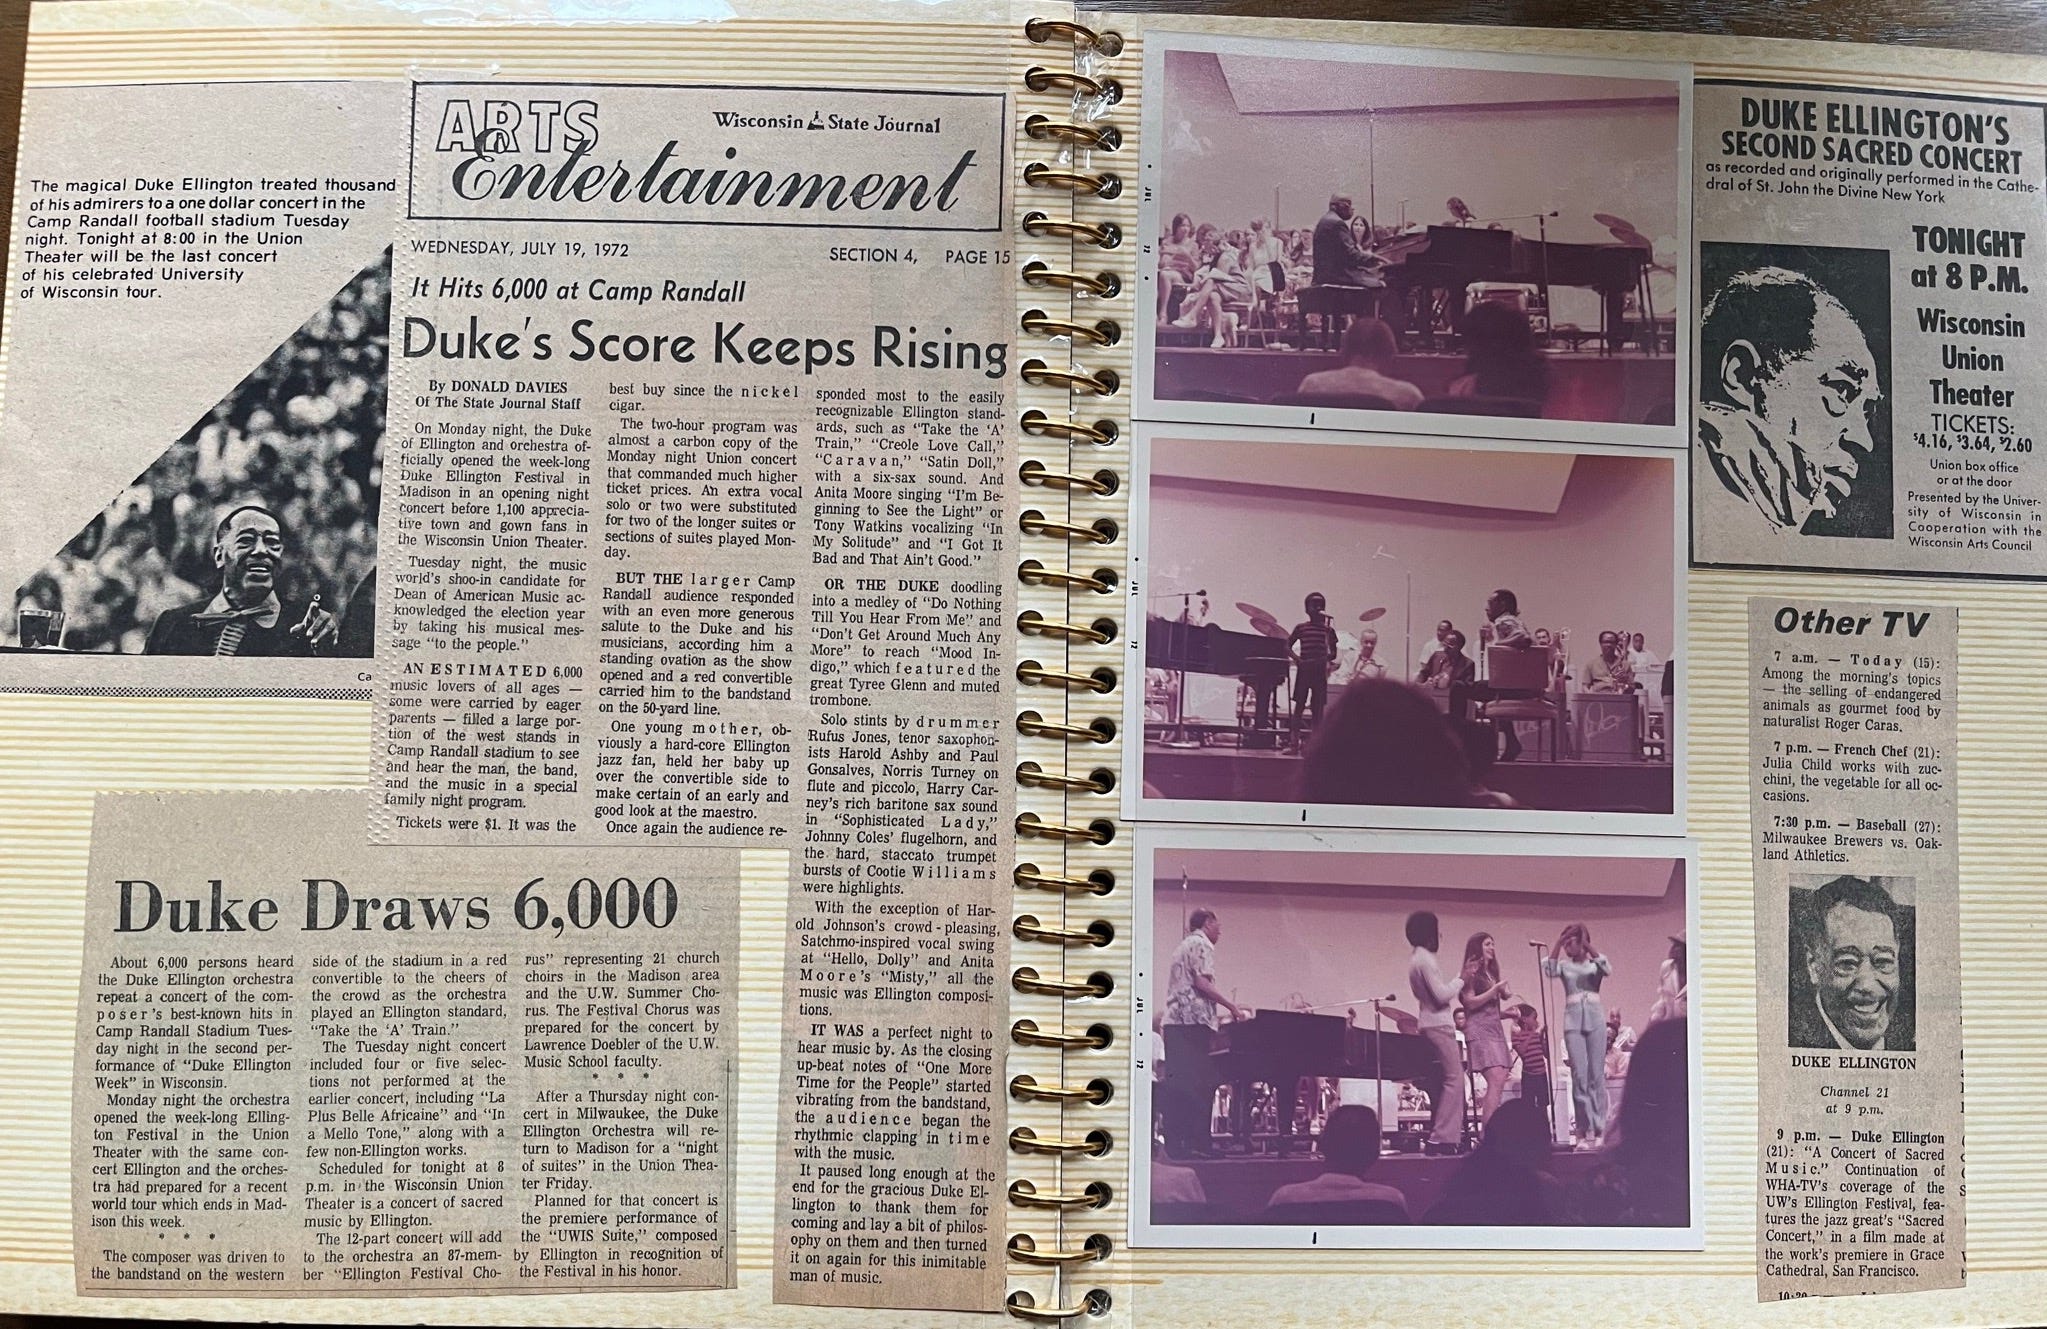 The magical Duke Ellington treated thousand
of his admirers to a one dollar concert in the
Camp Randall football stadium Tuesday
night. Tonight at 8:00 in the Union
Theater will be the last concert
of his celebrated University
of Wisconsin tour.
Ca
ARTS
Entertainment
Wisconsin State Journal
WEDNESDAY, JULY 19, 1972
SECTION 4, PAGE 15
It Hits 6,000 at Camp Randall
Duke's Score Keeps Rising
By DONALD DAVIES
Of The State Journal Staff
On Monday night, the Duke
of Ellington and orchestra of-
ficially opened the week-long
Duke Ellington Festival in
Madison in an opening night
concert before 1,100 apprecia-
tive town and gown fans in
the Wisconsin Union Theater.
Tuesday night, the music
world's shoo-in candidate for
Dean of American Music ac-
knowledged the election year
by taking his musical mes-
sage "to the people."
AN ESTIMATED 6,000
music lovers of all ages —
some were carried by eager
parents — filled a large por-
tion of the west stands in
Camp Randall stadium to see
and hear the man, the band,
and the music in a special
family night program.
Tickets were $1. It was the
best buy since the nickel
cigar.
The two-hour program was
almost a carbon copy of the
Monday night Union concert
that commanded much higher
ticket prices. An extra vocal
solo or two were substituted
for two of the longer suites or
sections of suites played Mon-
day.
BUT THE larger Camp
Randall audience responded
with an even more generous
salute to the Duke and his
musicians, according him a
standing ovation as the show
opened and a red convertible
carried him to the bandstand
on the 50-yard line.
One young mother, ob-
viously a hard-core Ellington
jazz fan, held her baby up
over the convertible side to
make certain of an early and
good look at the maestro.
Once again the audience re-
sponded most to the easily
recognizable Ellington stand-
ards, such as "Take the 'A'
Train," "Creole Love Call,"
"Caravan," "Satin Doll,"
with a six-sax sound. And
Anita Moore singing "I'm Be-
ginning to See the Light" or
Tony Watkins vocalizing "In
My Solitude" and "I Got It
Bad and That Ain't Good."
OR THE DUKE doodling
into a medley of "Do Nothing
Till You Hear From Me" and
"Don't Get Around Much Any
More" to reach "Mood In-
digo," which featured the
great Tyree Glenn and muted
trombone.
Solo stints by drummer
Rufus Jones, tenor saxophon-
ists Harold Ashby and Paul
Gonsalves, Norris Turney on
flute and piccolo, Harry Car-
ney's rich baritone sax sound
in "Sophisticated Lady,"
Johnny Coles' flugelhorn, and
the hard, staccato trumpet
bursts of Cootie Williams
were highlights.
With the exception of Har-
old Johnson's crowd-pleasing,
Satchmo-inspired vocal swing
at "Hello, Dolly" and Anita
Moore's "Misty," all the
music was Ellington composi-
tions.
IT WAS a perfect night to
hear music by. As the closing
up-beat notes of "One More
Time for the People" started
vibrating from the bandstand,
the audience began the
rhythmic clapping in time
with the music.
It paused long enough at the
end for the gracious Duke El-
lington to thank them for
coming and lay a bit of philos-
ophy on them and then turned
it on again for this inimitable
man of music.
Duke Draws 6,000
About 6,000 persons heard
the Duke Ellington orchestra
repeat a concert of the com-
poser's best-known hits in
Camp Randall Stadium Tues-
day night in the second per-
formance of "Duke Ellington
Week" in Wisconsin.
Monday night the orchestra
opened the week-long Elling-
ton Festival in the Union
Theater with the same con-
cert Ellington and the orches-
tra had prepared for a recent
world tour which ends in Mad-
ison this week.
* * *
The composer was driven to
the bandstand on the western
side of the stadium in a red
convertible to the cheers of
the crowd as the orchestra
played an Ellington standard,
"Take the 'A' Train."
The Tuesday night concert
included four or five selec-
tions not performed at the
earlier concert, including "La
Plus Belle Africaine" and "In
a Mello Tone," along with a
few non-Ellington works.
Scheduled for tonight at 8
p.m. in the Wisconsin Union
Theater is a concert of sacred
music by Ellington.
The 12-part concert will add
to the orchestra an 87-mem-
ber "Ellington Festival Cho-
rus" representing 21 church
choirs in the Madison area
and the U.W. Summer Cho-
rus. The Festival Chorus was
prepared for the concert by
Lawrence Doebler of the U.W.
Music School faculty.
* * *
After a Thursday night con-
cert in Milwaukee, the Duke
Ellington Orchestra will re-
turn to Madison for a "night
of suites" in the Union Thea-
ter Friday.
Planned for that concert is
the premiere performance of
the "UWIS Suite," composed
by Ellington in recognition of
the Festival in his honor.
JUL 72
JUL 72
JUL 72
DUKE ELLINGTON'S
SECOND SACRED CONCERT
as recorded and originally performed in the Cathe-
dral of St. John the Divine New York
TONIGHT
at 8 P.M.
Wisconsin
Union
Theater
TICKETS:
$4.16, $3.64, $2.60
Union box office
or at the door
Presented by the Univer-
sity of Wisconsin in
Cooperation with the
Wisconsin Arts Council
Other TV
7 a.m. — Today (15):
Among the morning's topics
— the selling of endangered
animals as gourmet food by
naturalist Roger Caras.
7 p.m. — French Chef (21):
Julia Child works with zuc-
chini, the vegetable for all oc-
casions.
7:30 p.m. — Baseball (27):
Milwaukee Brewers vs. Oak-
land Athletics.
DUKE ELLINGTON
Channel 21
at 9 p.m.
9 p.m. — Duke Ellington
(21): "A Concert of Sacred
Music." Continuation of
WHA-TV's coverage of the
UW's Ellington Festival, fea-
tures the jazz great's "Sacred
Concert," in a film made at
the work's premiere in Grace
Cathedral, San Francisco.